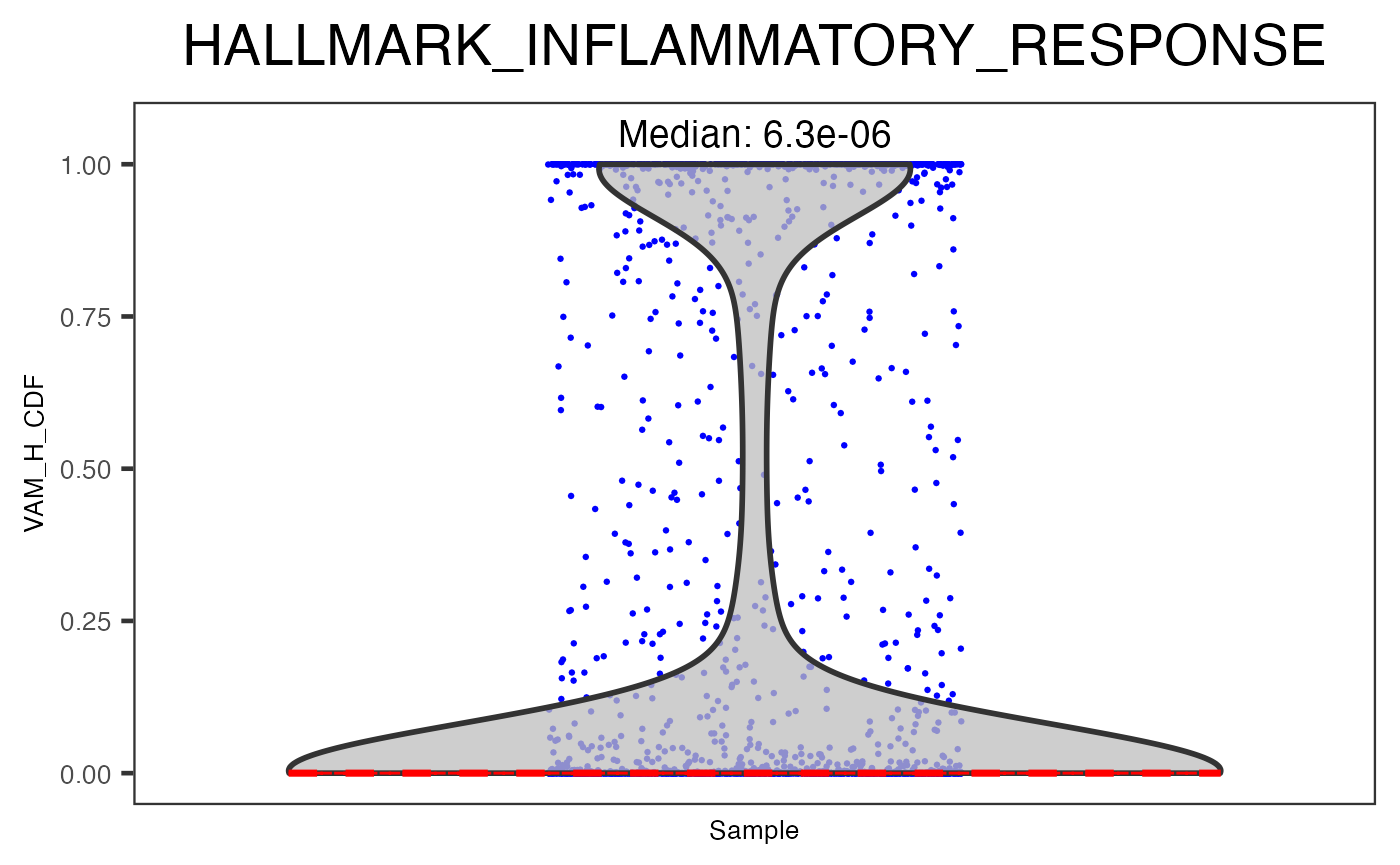 HALLMARK_INFLAMMATORY_RESPONSE
Median: 6.3e-06
1.00
0.75
0.50
0.25
0.00
VAM_H_CDF
Sample